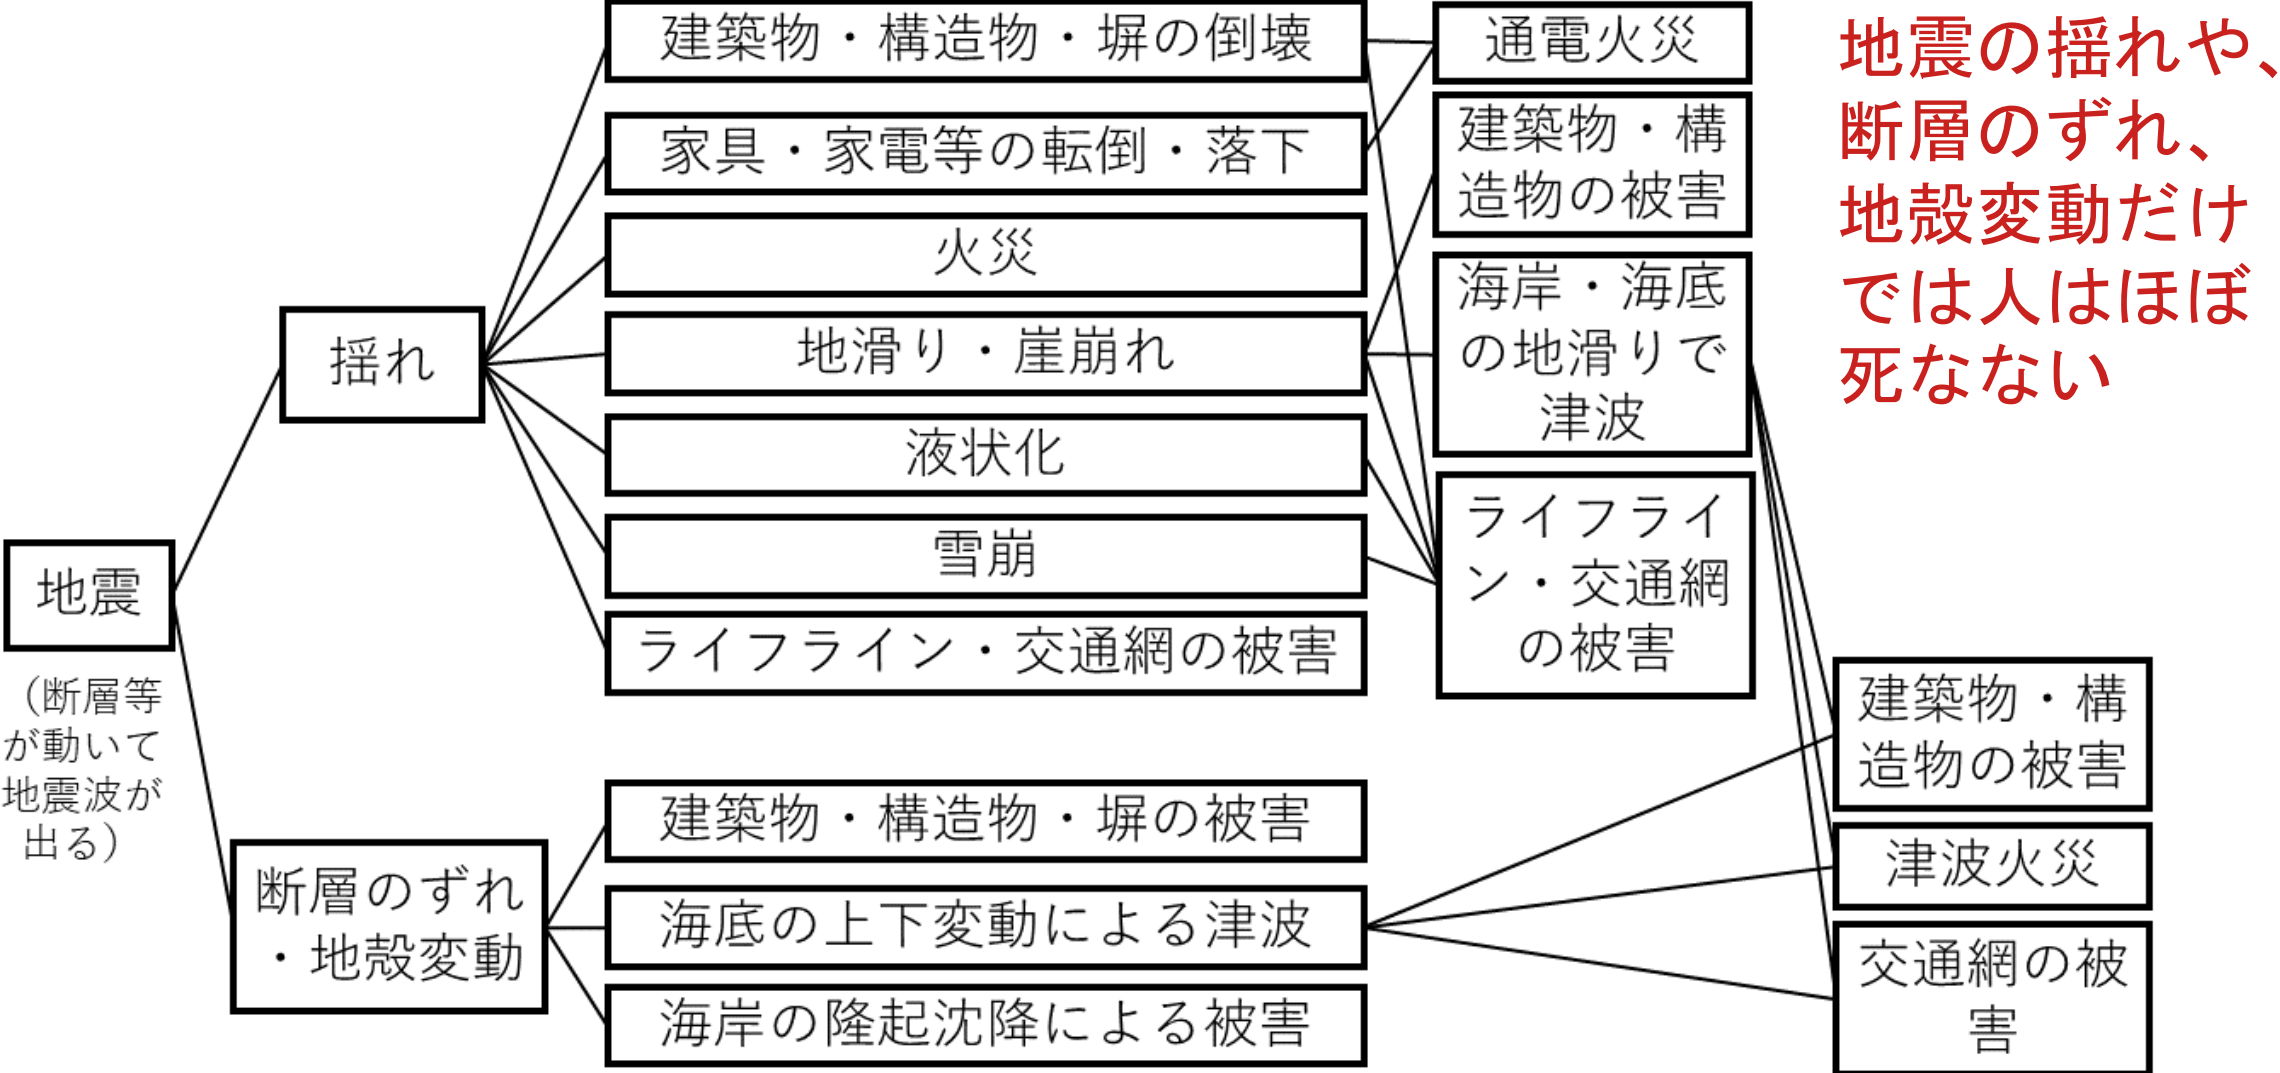 建築物・構造物・塀の倒壊
家具・家電等の転倒・落下
火災
地滑り・崖崩れ
液状化
雪崩
ライフライン・交通網の被害
揺れ
地震
（断層等
が動いて
地震波が
出る）
断層のずれ
・地殻変動
建築物・構造物・塀の被害
海底の上下変動による津波
海岸の隆起沈降による被害
通電火災
建築物・構
造物の被害
海岸・海底
の地滑りで
津波
ライフライ
ン・交通網
の被害
建築物・構
造物の被害
津波火災
交通網の被
害
地震の揺れや、
断層のずれ、
地殻変動だけ
では人はほぼ
死なない